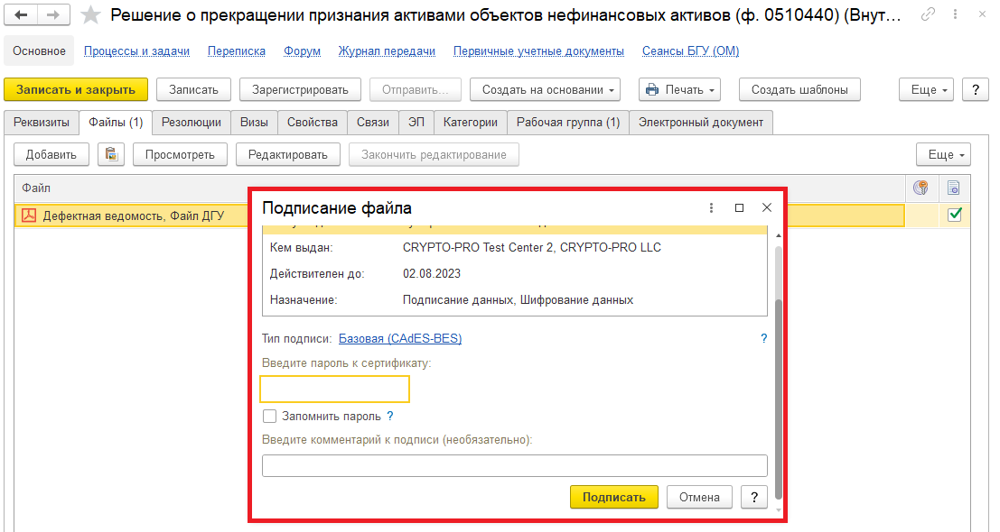 Решение о прекращении признания активами объектов нефинансовых активов (ф. 0510440) (Внут...
Основное Процессы и задачи Переписка Форум Журнал передачи Первичные учетные документы Сеансы БГУ (ОМ)
Записать и закрыть Записать Зарегистрировать Отправить... Создать на основании Печать Создать шаблоны Еще ?
Реквизиты Файлы (1) Резолюции Визы Свойства Связи ЭП Категории Рабочая группа (1) Электронный документ
Добавить Просмотреть Редактировать Закончить редактирование Еще
Файл
Дефектная ведомость, Файл ДГУ
Подписание файла
Кем выдан: CRYPTO-PRO Test Center 2, CRYPTO-PRO LLC
Действителен до: 02.08.2023
Назначение: Подписание данных, Шифрование данных
Тип подписи: Базовая (CAdES-BES) ?
Введите пароль к сертификату:
Запомнить пароль ?
Введите комментарий к подписи (необязательно):
Подписать Отмена ?